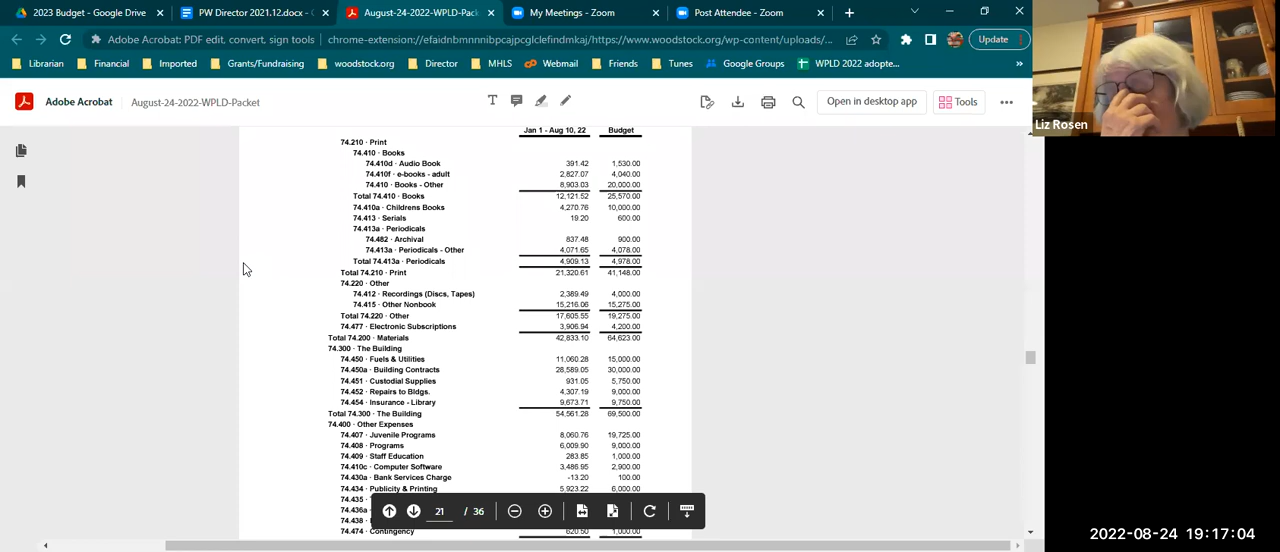 2023 Budget - Google Drive
PW Director 2021.12.docx -
August-24-2022-WPLD-Pack
My Meetings - Zoom
Post Attendee - Zoom
Adobe Acrobat: PDF edit, convert, sign tools | chrome-extension://efaidnbmnnnibpcajpcglclefindmkaj/https://www.woodstock.org/wp-content/uploads/...
Update
Librarian
Financial
Imported
Grants/Fundraising
woodstock.org
Director
MHLS
Webmail
Friends
Tunes
Google Groups
WPLD 2022 adopte...
Adobe Acrobat
August-24-2022-WPLD-Packet
Open in desktop app
Tools
Liz Rosen
Jan 1 - Aug 10, 22 Budget
74.210 · Print
74.410 · Books
74.410d · Audio Book 391.42 1,530.00
74.410f · e-books - adult 2,827.07 4,040.00
74.410 · Books - Other 8,903.03 20,000.00
Total 74.410 · Books 12,121.52 25,570.00
74.410a · Childrens Books 4,270.76 10,000.00
74.413 · Serials 19.20 600.00
74.413a · Periodicals
74.482 · Archival 837.48 900.00
74.413a · Periodicals - Other 4,071.65 4,078.00
Total 74.413a · Periodicals 4,909.13 4,978.00
Total 74.210 · Print 21,320.61 41,148.00
74.220 · Other
74.412 · Recordings (Discs, Tapes) 2,389.49 4,000.00
74.415 · Other Nonbook 15,216.06 15,275.00
Total 74.220 · Other 17,605.55 19,275.00
74.477 · Electronic Subscriptions 3,906.94 4,200.00
Total 74.200 · Materials 42,833.10 64,623.00
74.300 · The Building
74.450 · Fuels & Utilities 11,060.28 15,000.00
74.450a · Building Contracts 28,589.05 30,000.00
74.451 · Custodial Supplies 931.05 5,750.00
74.452 · Repairs to Bldgs. 4,307.19 9,000.00
74.454 · Insurance - Library 9,673.71 9,750.00
Total 74.300 · The Building 54,561.28 69,500.00
74.400 · Other Expenses
74.407 · Juvenile Programs 8,060.76 19,725.00
74.408 · Programs 6,009.90 9,000.00
74.409 · Staff Education 283.85 1,000.00
74.410c · Computer Software 3,486.95 2,900.00
74.430a · Bank Services Charge -13.20 100.00
74.434 · Publicity & Printing 5,923.22 6,000.00
74.435 ·
74.436a ·
74.438 ·
74.474 · Contingency 620.50 1,000.00
21 / 36
2022-08-24 19:17:04